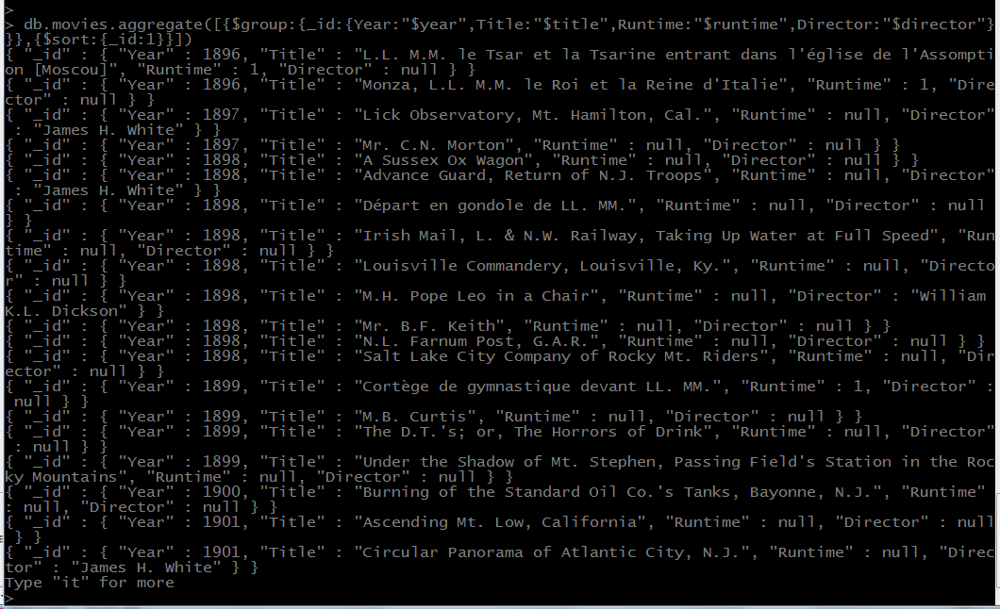 >
> db.movies.aggregate([{$group:{_id:{Year:"$year",Title:"$title",Runtime:"$runtime",Director:"$director"}
}},{$sort:{_id:1}}])
{ "_id" : { "Year" : 1896, "Title" : "L.L. M.M. le Tsar et la Tsarine entrant dans l'église de l'Assompti
on [Moscou]", "Runtime" : 1, "Director" : null } }
{ "_id" : { "Year" : 1896, "Title" : "Monza, L.L. M.M. le Roi et la Reine d'Italie", "Runtime" : 1, "Dire
ctor" : null } }
{ "_id" : { "Year" : 1897, "Title" : "Lick Observatory, Mt. Hamilton, Cal.", "Runtime" : null, "Director"
 : "James H. White" } }
{ "_id" : { "Year" : 1897, "Title" : "Mr. C.N. Morton", "Runtime" : null, "Director" : null } }
{ "_id" : { "Year" : 1898, "Title" : "A Sussex Ox Wagon", "Runtime" : null, "Director" : null } }
{ "_id" : { "Year" : 1898, "Title" : "Advance Guard, Return of N.J. Troops", "Runtime" : null, "Director"
 : "James H. White" } }
{ "_id" : { "Year" : 1898, "Title" : "Départ en gondole de LL. MM.", "Runtime" : null, "Director" : null
} }
{ "_id" : { "Year" : 1898, "Title" : "Irish Mail, L. & N.W. Railway, Taking Up Water at Full Speed", "Run
time" : null, "Director" : null } }
{ "_id" : { "Year" : 1898, "Title" : "Louisville Commandery, Louisville, Ky.", "Runtime" : null, "Directo
r" : null } }
{ "_id" : { "Year" : 1898, "Title" : "M.H. Pope Leo in a Chair", "Runtime" : null, "Director" : "William
K.L. Dickson" } }
{ "_id" : { "Year" : 1898, "Title" : "Mr. B.F. Keith", "Runtime" : null, "Director" : null } }
{ "_id" : { "Year" : 1898, "Title" : "N.L. Farnum Post, G.A.R.", "Runtime" : null, "Director" : null } }
{ "_id" : { "Year" : 1898, "Title" : "Salt Lake City Company of Rocky Mt. Riders", "Runtime" : null, "Dir
ector" : null } }
{ "_id" : { "Year" : 1899, "Title" : "Cortège de gymnastique devant LL. MM.", "Runtime" : 1, "Director" :
 null } }
{ "_id" : { "Year" : 1899, "Title" : "M.B. Curtis", "Runtime" : null, "Director" : null } }
{ "_id" : { "Year" : 1899, "Title" : "The D.T.'s; or, The Horrors of Drink", "Runtime" : null, "Director"
 : null } }
{ "_id" : { "Year" : 1899, "Title" : "Under the Shadow of Mt. Stephen, Passing Field's Station in the Roc
ky Mountains", "Runtime" : null, "Director" : null } }
{ "_id" : { "Year" : 1900, "Title" : "Burning of the Standard Oil Co.'s Tanks, Bayonne, N.J.", "Runtime"
: null, "Director" : null } }
{ "_id" : { "Year" : 1901, "Title" : "Ascending Mt. Low, California", "Runtime" : null, "Director" : null
 } }
{ "_id" : { "Year" : 1901, "Title" : "Circular Panorama of Atlantic City, N.J.", "Runtime" : null, "Direc
tor" : "James H. White" } }
Type "it" for more
>